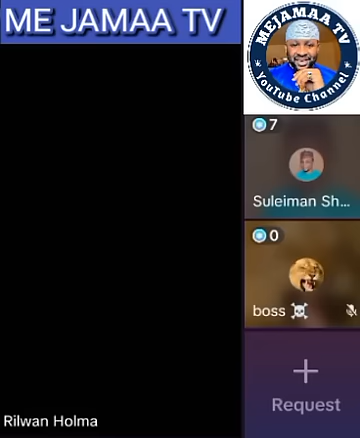 ME JAMAA TV
MEJAMAA TV
YouTube Channel
7
Suleiman Sh...
0
boss ☠️
Request
Rilwan Holma